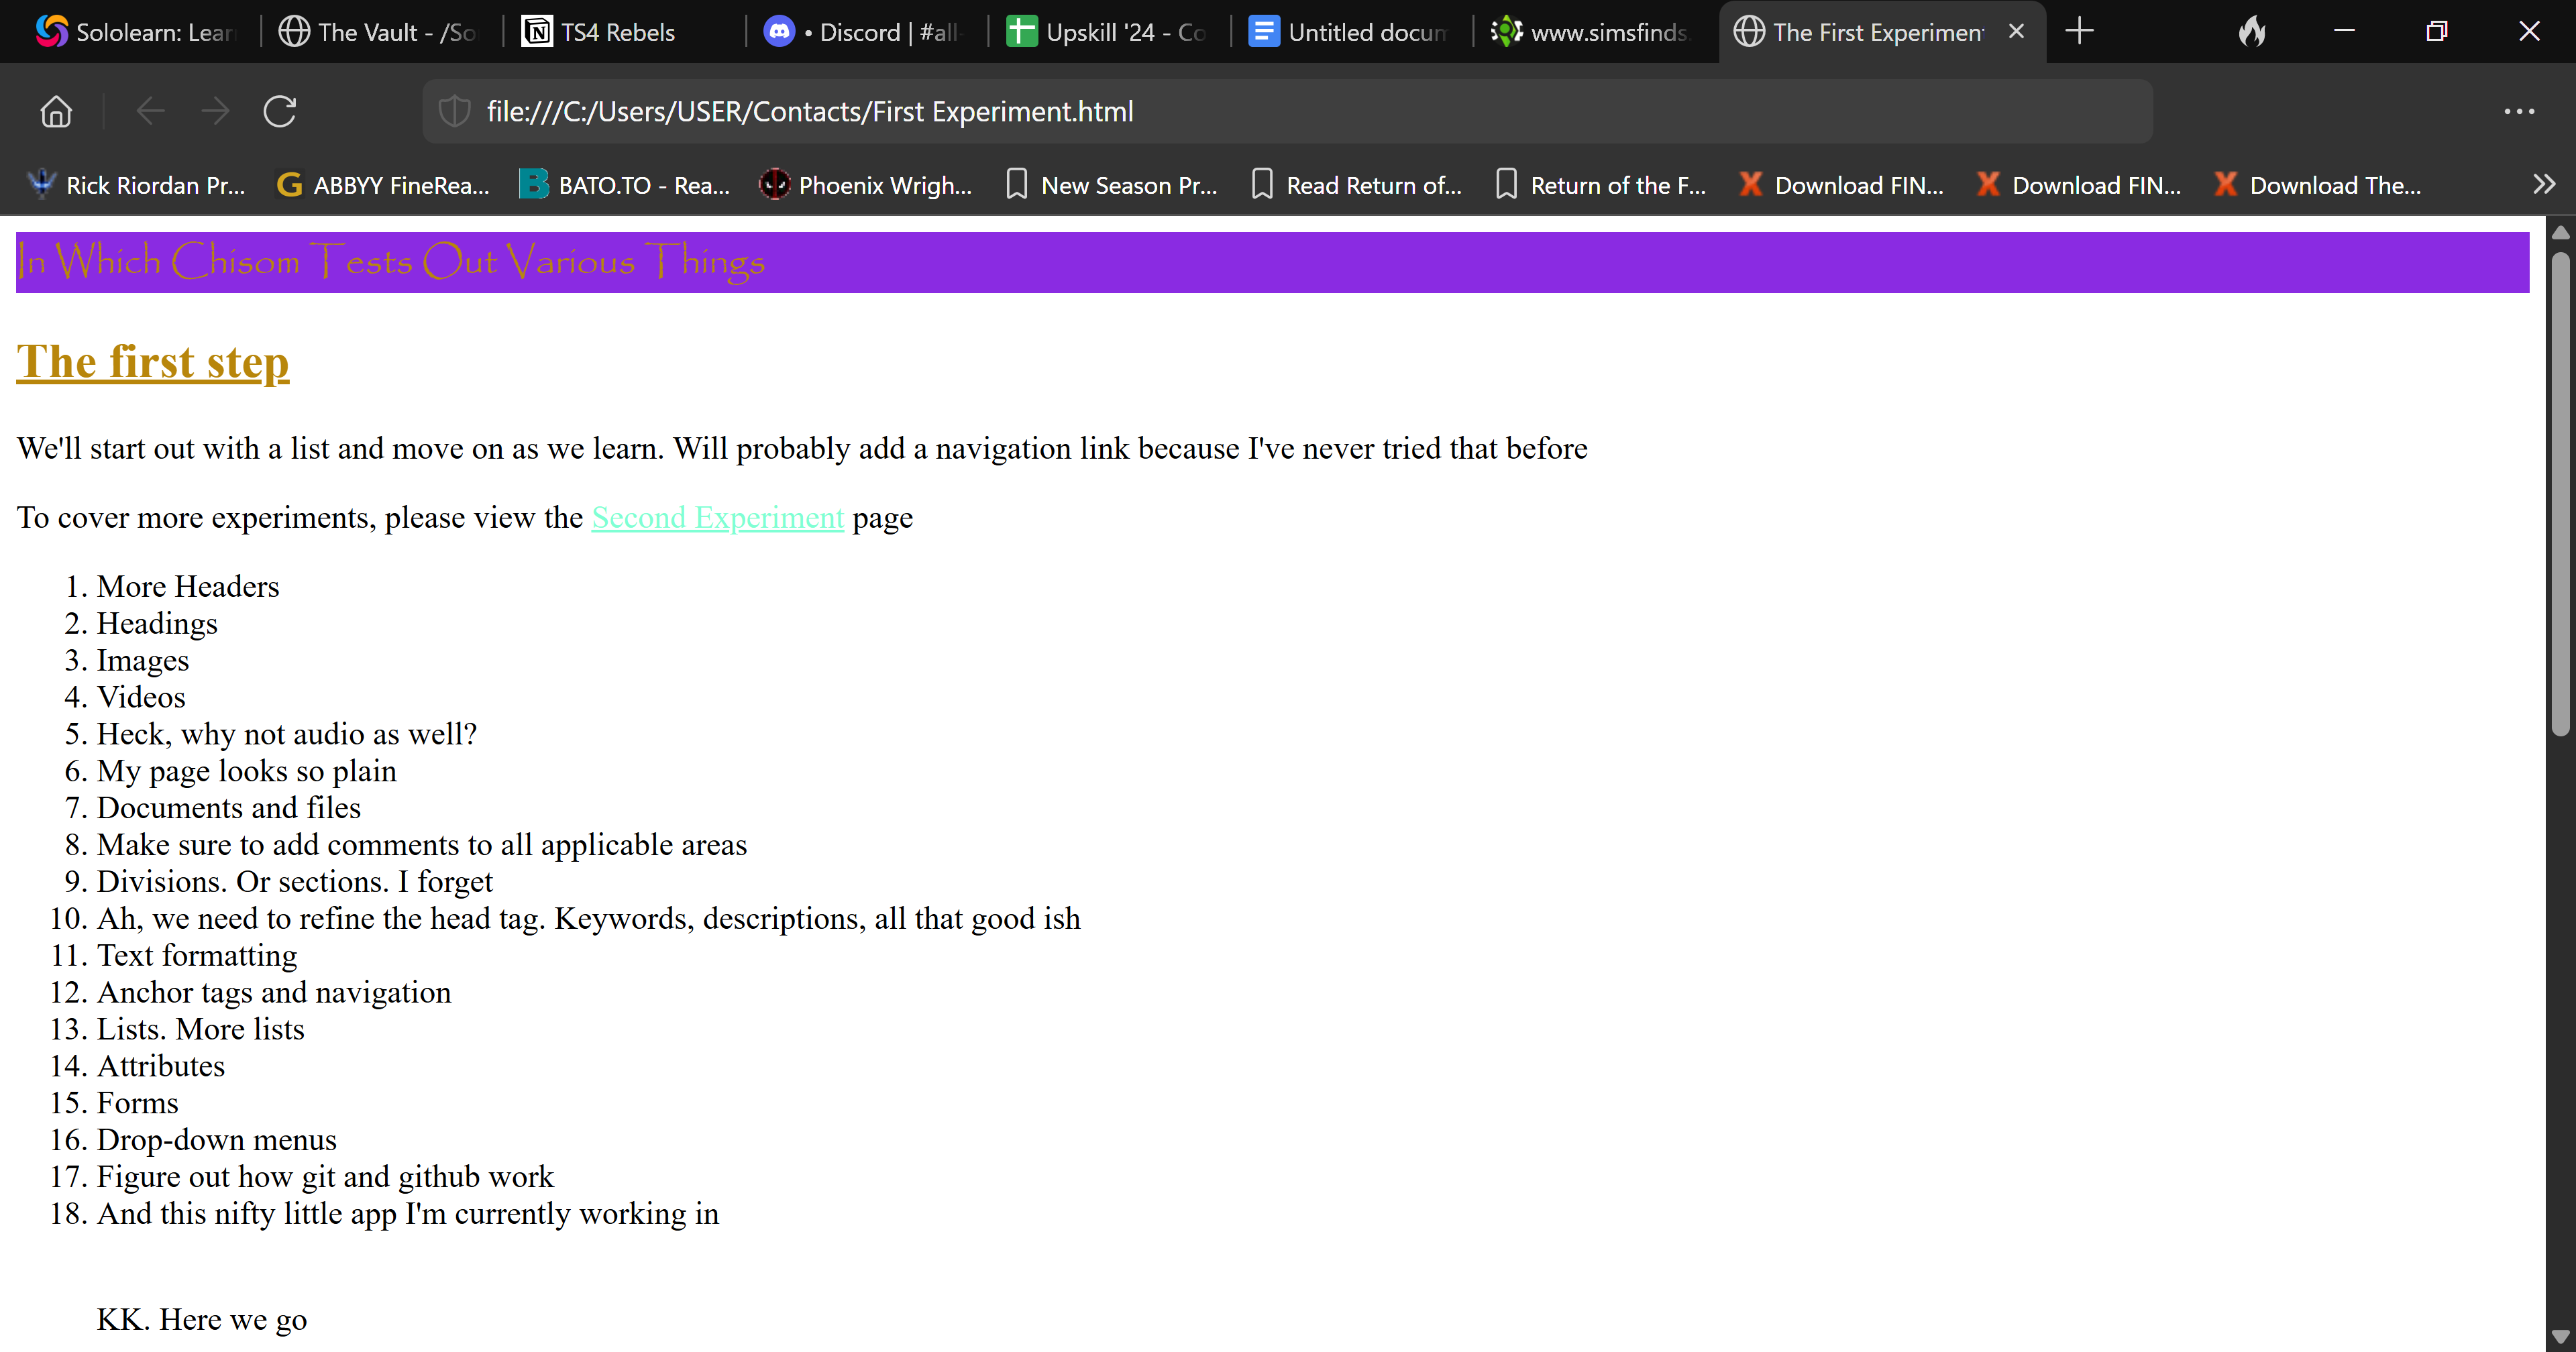 Sololearn: Lear
The Vault - /So
TS4 Rebels
• Discord | #all-
Upskill '24 - Co
Untitled docum
www.simsfinds.
The First Experimen
file:///C:/Users/USER/Contacts/First Experiment.html
Rick Riordan Pr...
ABBYY FineRea...
BATO.TO - Rea...
Phoenix Wrigh...
New Season Pr...
Read Return of...
Return of the F...
Download FIN...
Download FIN...
Download The...
In Which Chisom Tests Out Various Things
The first step
We'll start out with a list and move on as we learn. Will probably add a navigation link because I've never tried that before
To cover more experiments, please view the Second Experiment page
1. More Headers
2. Headings
3. Images
4. Videos
5. Heck, why not audio as well?
6. My page looks so plain
7. Documents and files
8. Make sure to add comments to all applicable areas
9. Divisions. Or sections. I forget
10. Ah, we need to refine the head tag. Keywords, descriptions, all that good ish
11. Text formatting
12. Anchor tags and navigation
13. Lists. More lists
14. Attributes
15. Forms
16. Drop-down menus
17. Figure out how git and github work
18. And this nifty little app I'm currently working in
KK. Here we go